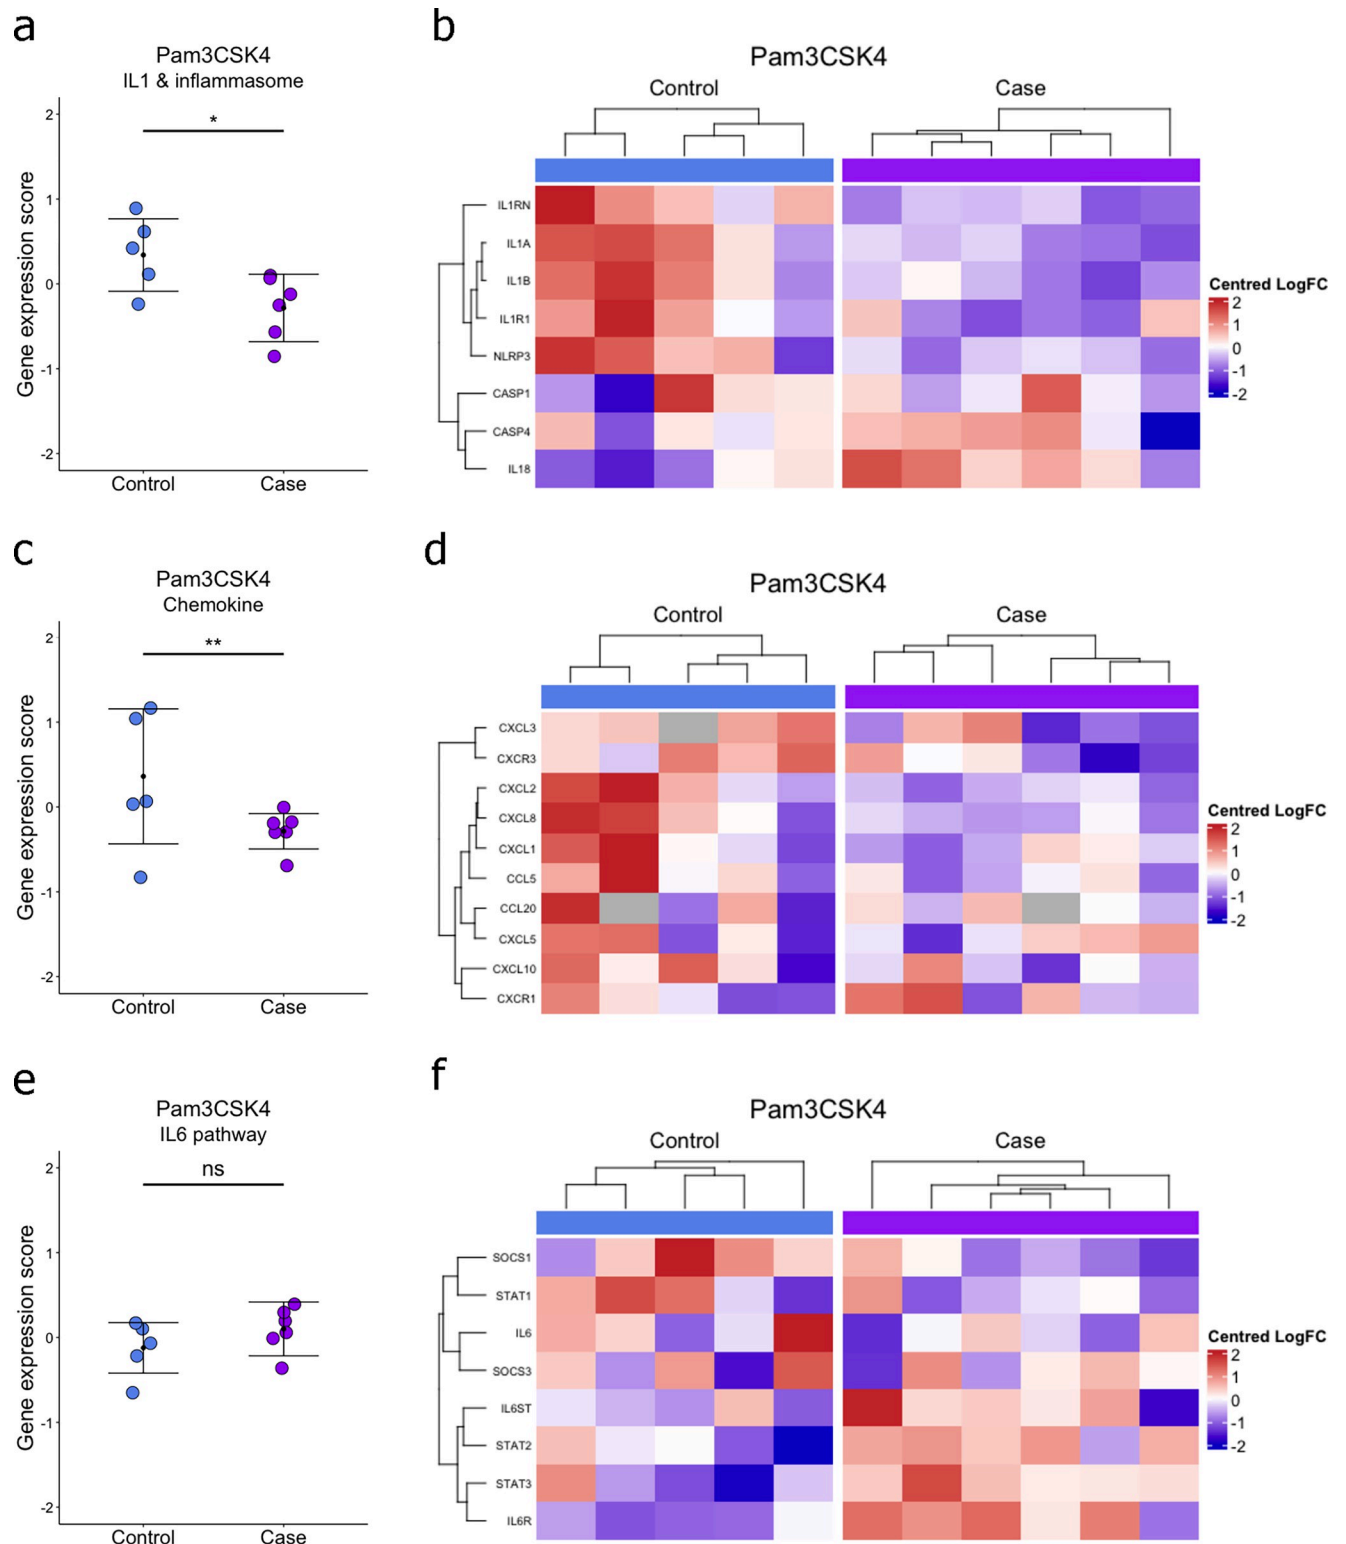 a
Pam3CSK4
IL1 & inflammasome
*
Gene expression score
2
1
0
-1
-2
Control
Case
b
Pam3CSK4
Control
Case
IL1RN
IL1A
IL1B
IL1R1
NLRP3
CASP1
CASP4
IL18
Centred LogFC
2
1
0
-1
-2
c
Pam3CSK4
Chemokine
**
Gene expression score
2
1
0
-1
-2
Control
Case
d
Pam3CSK4
Control
Case
CXCL3
CXCR3
CXCL2
CXCL8
CXCL1
CCL5
CCL20
CXCL5
CXCL10
CXCR1
Centred LogFC
2
1
0
-1
-2
e
Pam3CSK4
IL6 pathway
ns
Gene expression score
2
1
0
-1
-2
Control
Case
f
Pam3CSK4
Control
Case
SOCS1
STAT1
IL6
SOCS3
IL6ST
STAT2
STAT3
IL6R
Centred LogFC
2
1
0
-1
-2